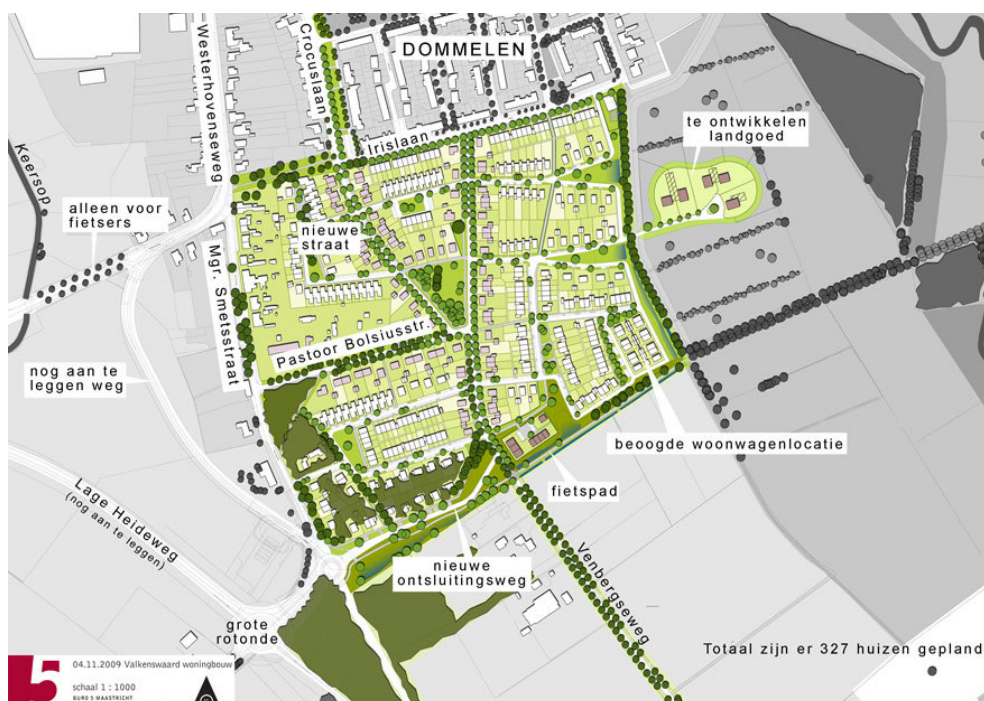 DOMMELEN
Westerhovenseweg
Crocuslaan
Irislaan
te ontwikkelen
landgoed
Keersop
alleen voor
fietsers
nieuwe
straat
Mgr. Smetsstraat
Pastoor Bolsiusstr.
nog aan te
leggen weg
beoogde woonwagenlocatie
fietspad
Lage Heideweg
(nog aan te leggen)
nieuwe
ontsluitingsweg
Venbergseweg
grote
rotonde
Totaal zijn er 327 huizen gepland
5
04.11.2009 Valkenswaard woningbouw
schaal 1 : 1000
BURO 5 MAASTRICHT